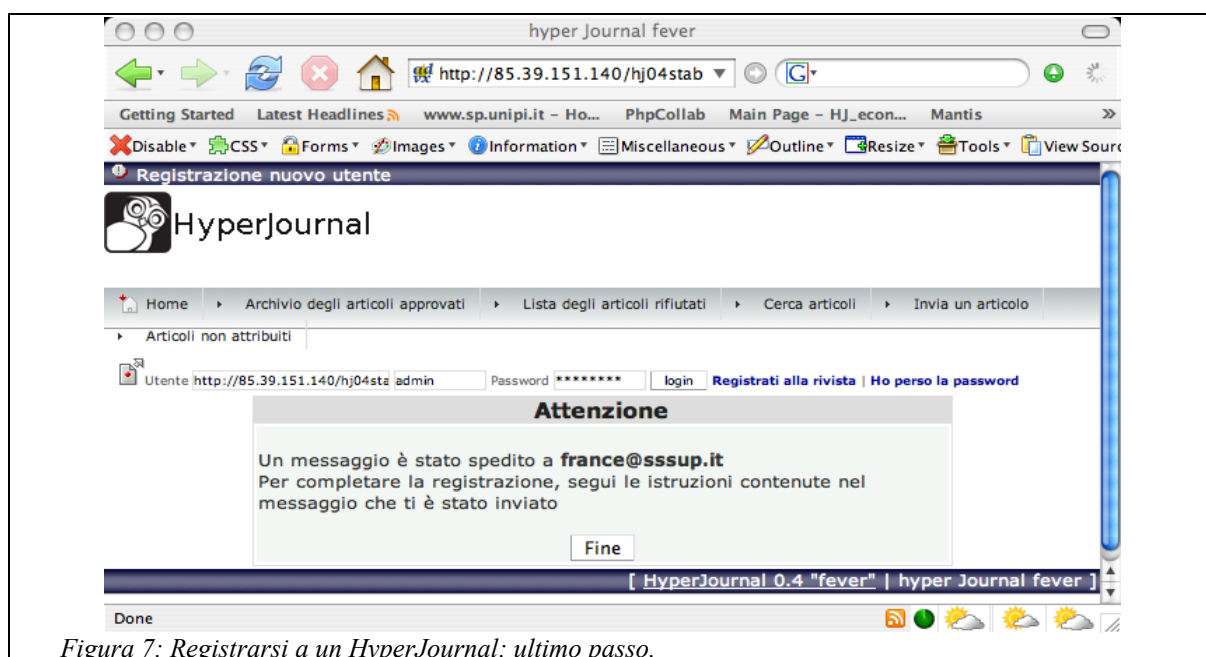 hyper Journal fever
http://85.39.151.140/hj04stab
G
Getting Started Latest Headlines www.sp.unipi.it – Ho... PhpCollab Main Page – HJ_econ... Mantis »
Disable CSS Forms Images Information Miscellaneous Outline Resize Tools View Sourc
Registrazione nuovo utente
HyperJournal
Home Archivio degli articoli approvati Lista degli articoli rifiutati Cerca articoli Invia un articolo
Articoli non attribuiti
Utente http://85.39.151.140/hj04sta admin Password ******** login Registrati alla rivista | Ho perso la password
Attenzione
Un messaggio è stato spedito a france@sssup.it
Per completare la registrazione, segui le istruzioni contenute nel
messaggio che ti è stato inviato
Fine
[ HyperJournal 0.4 "fever" | hyper Journal fever ]
Done
Figura 7: Registrarsi a un HyperJournal: ultimo passo.